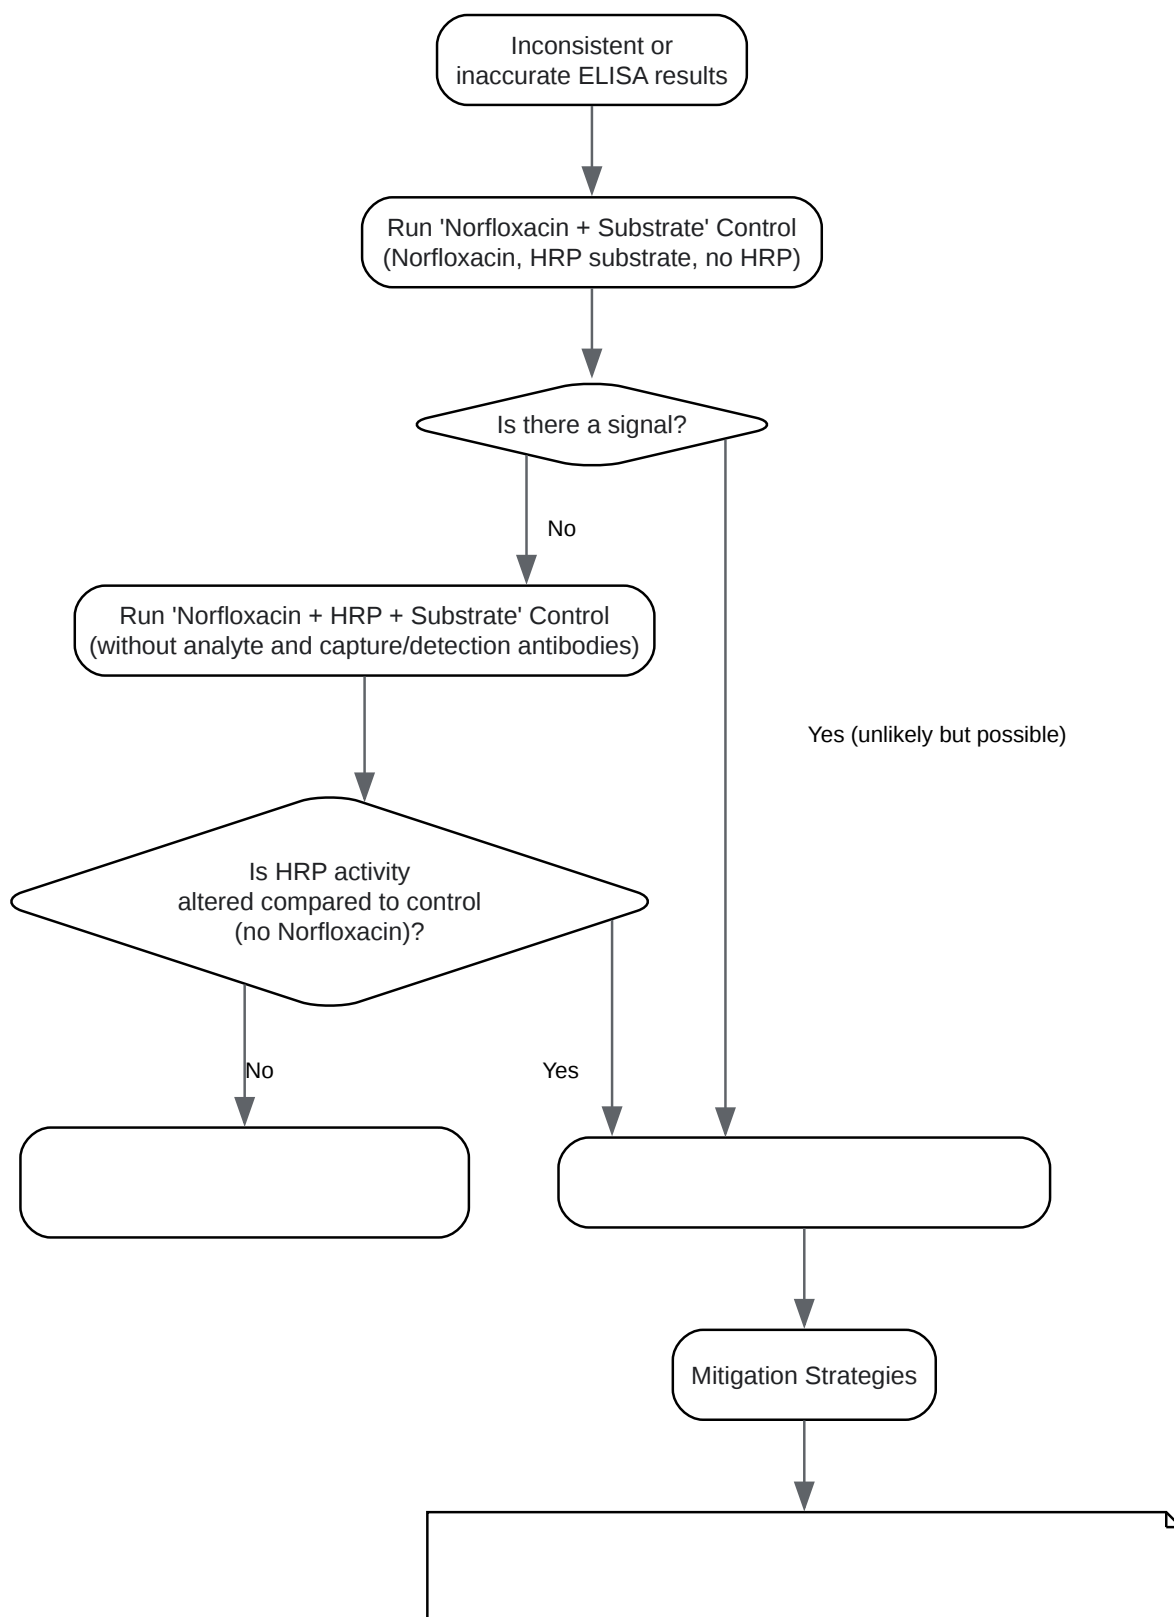 Inconsistent or
inaccurate ELISA results
Run 'Norfloxacin + Substrate' Control
(Norfloxacin, HRP substrate, no HRP)
Is there a signal?
No
Run 'Norfloxacin + HRP + Substrate' Control
(without analyte and capture/detection antibodies)
Yes (unlikely but possible)
Is HRP activity
altered compared to control
(no Norfloxacin)?
No
Yes
Mitigation Strategies